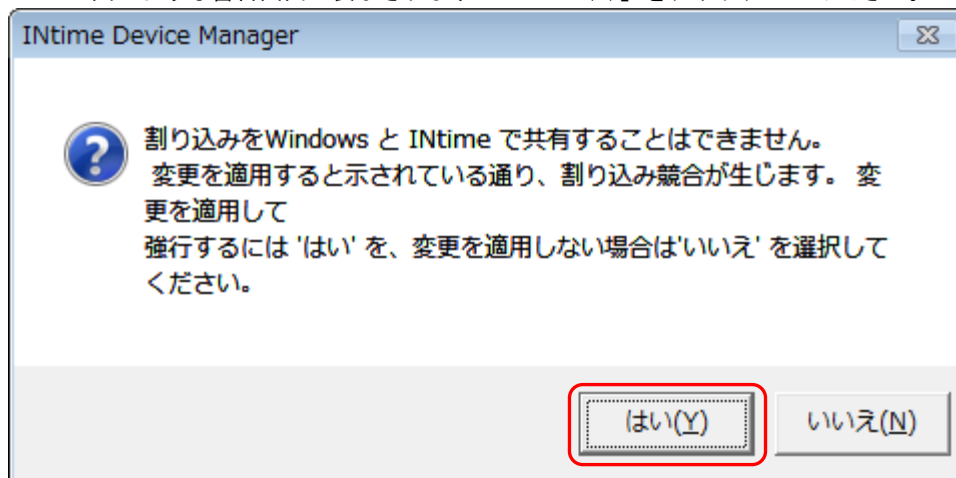 INtime Device Manager
割り込みをWindows と INtime で共有することはできません。
変更を適用すると示されている通り、割り込み競合が生じます。 変
更を適用して
強行するには 'はい' を、変更を適用しない場合は'いいえ' を選択して
ください。
はい(Y) いいえ(N)